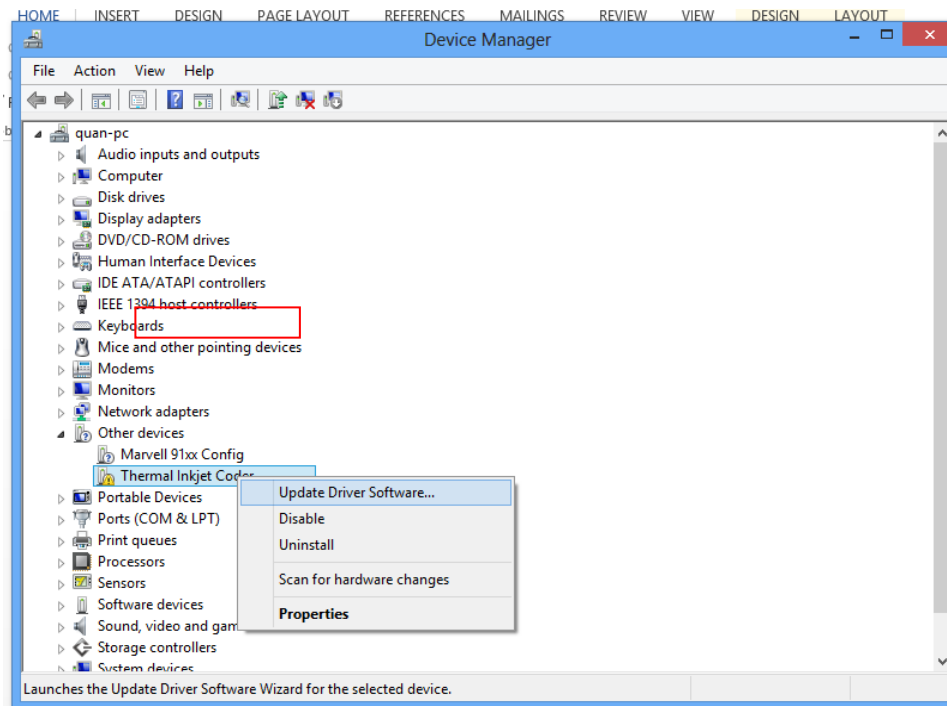 HOME INSERT DESIGN PAGE LAYOUT REFERENCES MAILINGS REVIEW VIEW DESIGN LAYOUT
Device Manager
File Action View Help
quan-pc
Audio inputs and outputs
Computer
Disk drives
Display adapters
DVD/CD-ROM drives
Human Interface Devices
IDE ATA/ATAPI controllers
IEEE 1394 host controllers
Keyboards
Mice and other pointing devices
Modems
Monitors
Network adapters
Other devices
Marvell 91xx Config
Thermal Inkjet Coder
Update Driver Software...
Disable
Uninstall
Scan for hardware changes
Properties
Portable Devices
Ports (COM & LPT)
Print queues
Processors
Sensors
Software devices
Sound, video and gam
Storage controllers
System devices
Launches the Update Driver Software Wizard for the selected device.